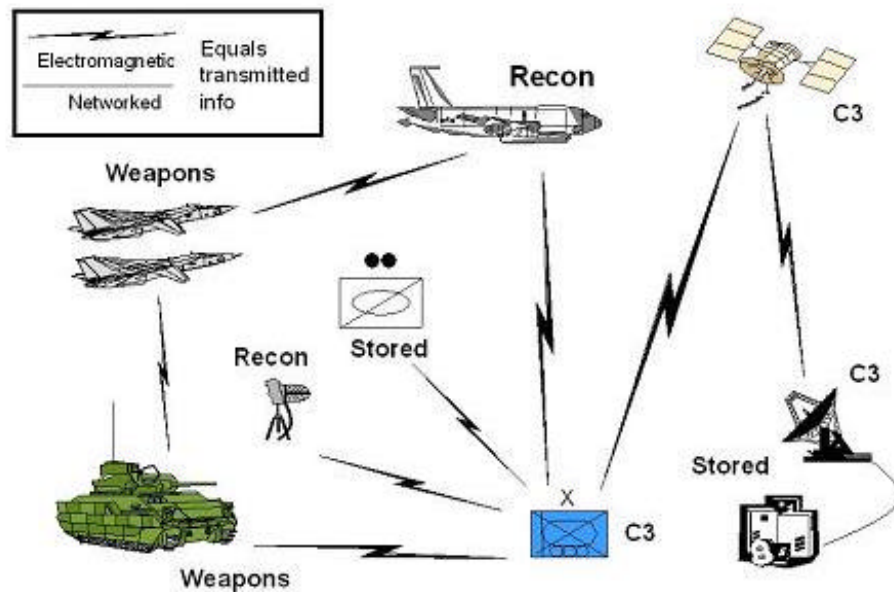 Electromagnetic
Networked
Equals
transmitted
info
Recon
C3
Weapons
Recon
Stored
C3
Stored
X
C3
Weapons